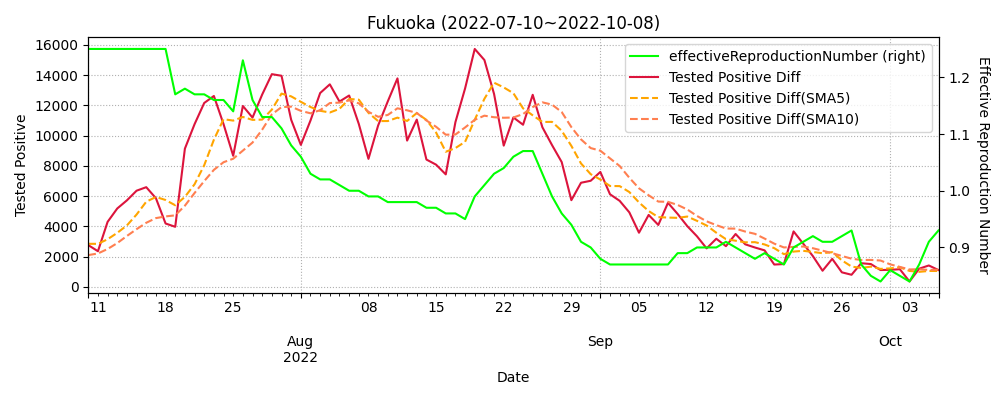 Fukuoka (2022-07-10~2022-10-08)
effectiveReproductionNumber (right)
Tested Positive Diff
Tested Positive Diff(SMA5)
Tested Positive Diff(SMA10)
Tested Positive
16000
14000
12000
10000
8000
6000
4000
2000
0
1.2
1.1
1.0
0.9
Effective Reproduction Number
11 18 25 08 15 22 29 05 12 19 26 03
Aug Sep Oct
2022
Date